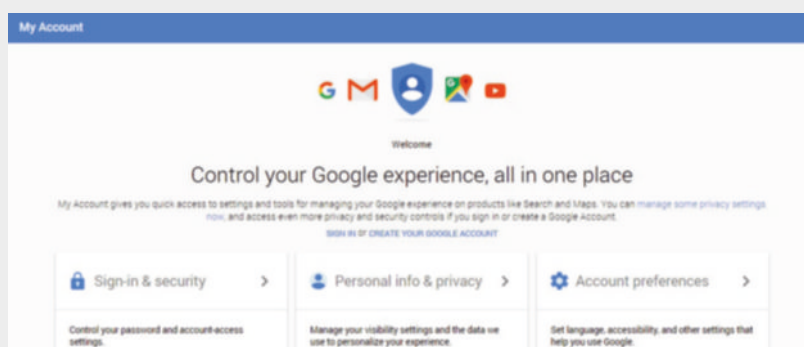 My Account
Welcome
Control your Google experience, all in one place
My Account gives you quick access to settings and tools for managing your Google experience on products like Search and Maps. You can manage some privacy settings
now, and access even more privacy and security controls if you sign in or create a Google Account.
SIGN IN or CREATE YOUR GOOGLE ACCOUNT
Sign-in & security
Personal info & privacy
Account preferences
Control your password and account-access
settings.
Manage your visibility settings and the data we
use to personalize your experience.
Set language, accessibility, and other settings that
help you use Google.